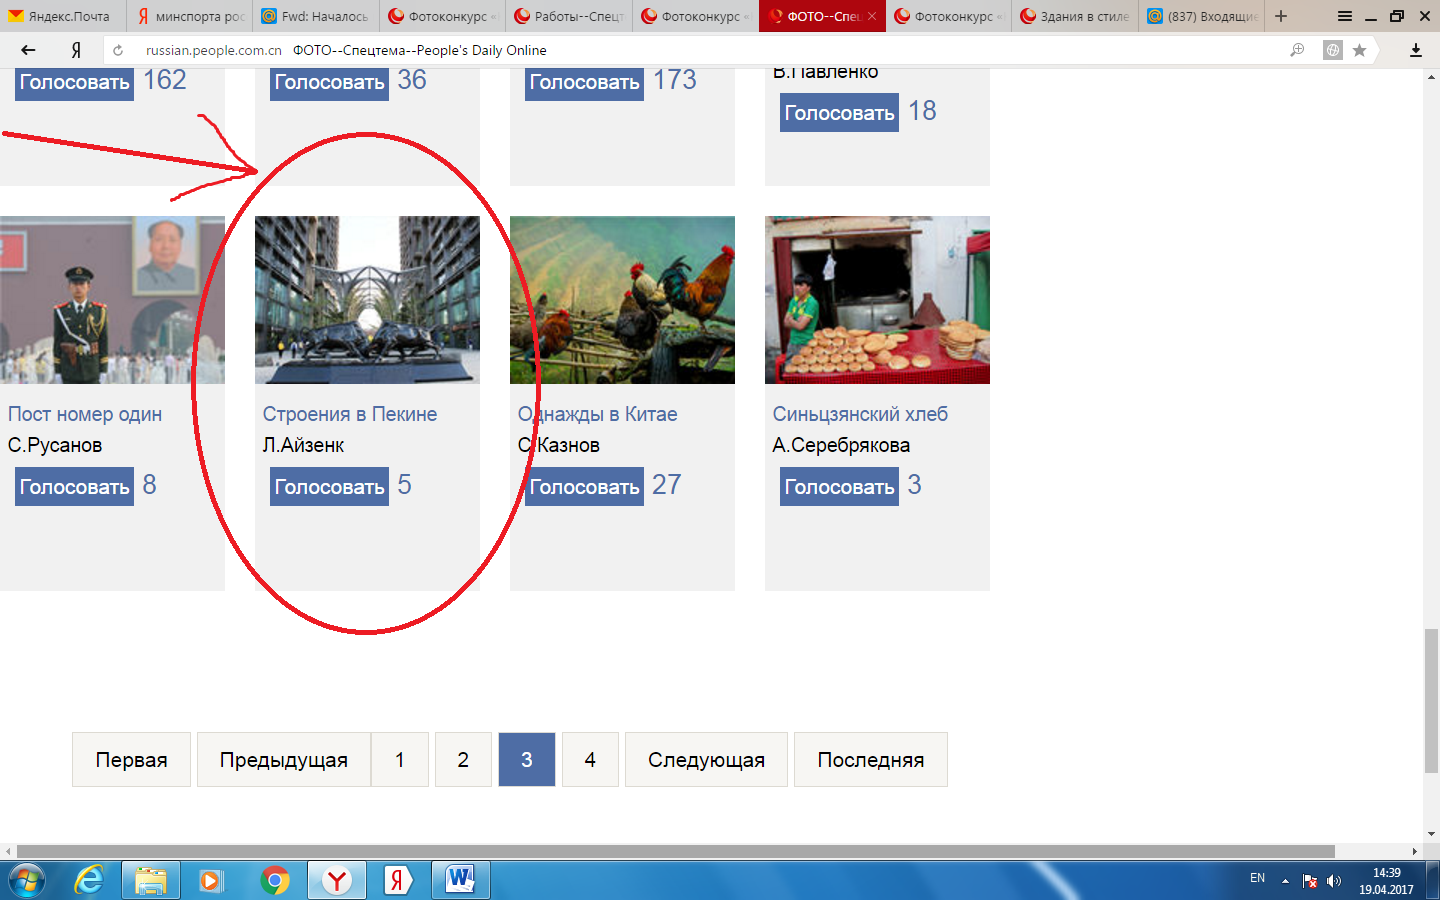 Яндекс.Почта
минспорта рос
Fwd: Началось
Фотоконкурс «
Работы--Спецт
Фотоконкурс «
ФОТО--Спец
Фотоконкурс «
Здания в стиле
(837) Входящие
russian.people.com.cn ФОТО--Спецтема--People's Daily Online
Голосовать 162
Голосовать 36
Голосовать 173
В.Павленко
Голосовать 18
Пост номер один
С.Русанов
Голосовать 8
Строения в Пекине
Л.Айзенк
Голосовать 5
Однажды в Китае
С.Казнов
Голосовать 27
Синьцзянский хлеб
А.Серебрякова
Голосовать 3
Первая Предыдущая 1 2 3 4 Следующая Последняя
EN
14:39
19.04.2017